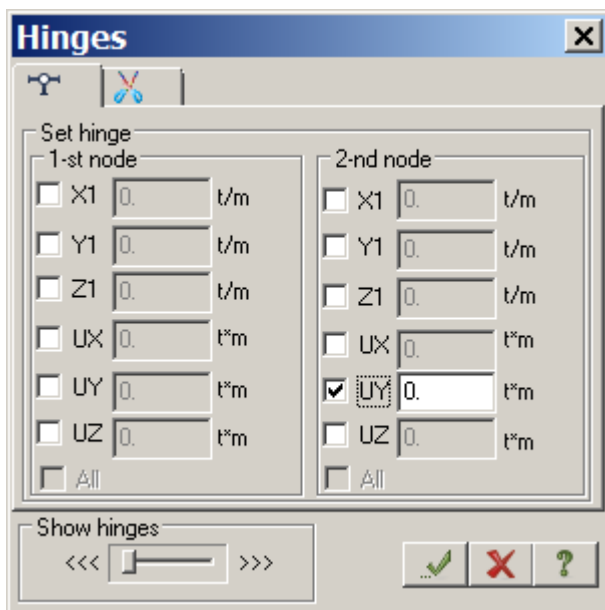 Hinges
Set hinge
1-st node
X1 0. t/m
Y1 0. t/m
Z1 0. t/m
UX 0. t*m
UY 0. t*m
UZ 0. t*m
All
2-nd node
X1 0. t/m
Y1 0. t/m
Z1 0. t/m
UX 0. t*m
UY 0. t*m
UZ 0. t*m
All
Show hinges
<<< >>>
?